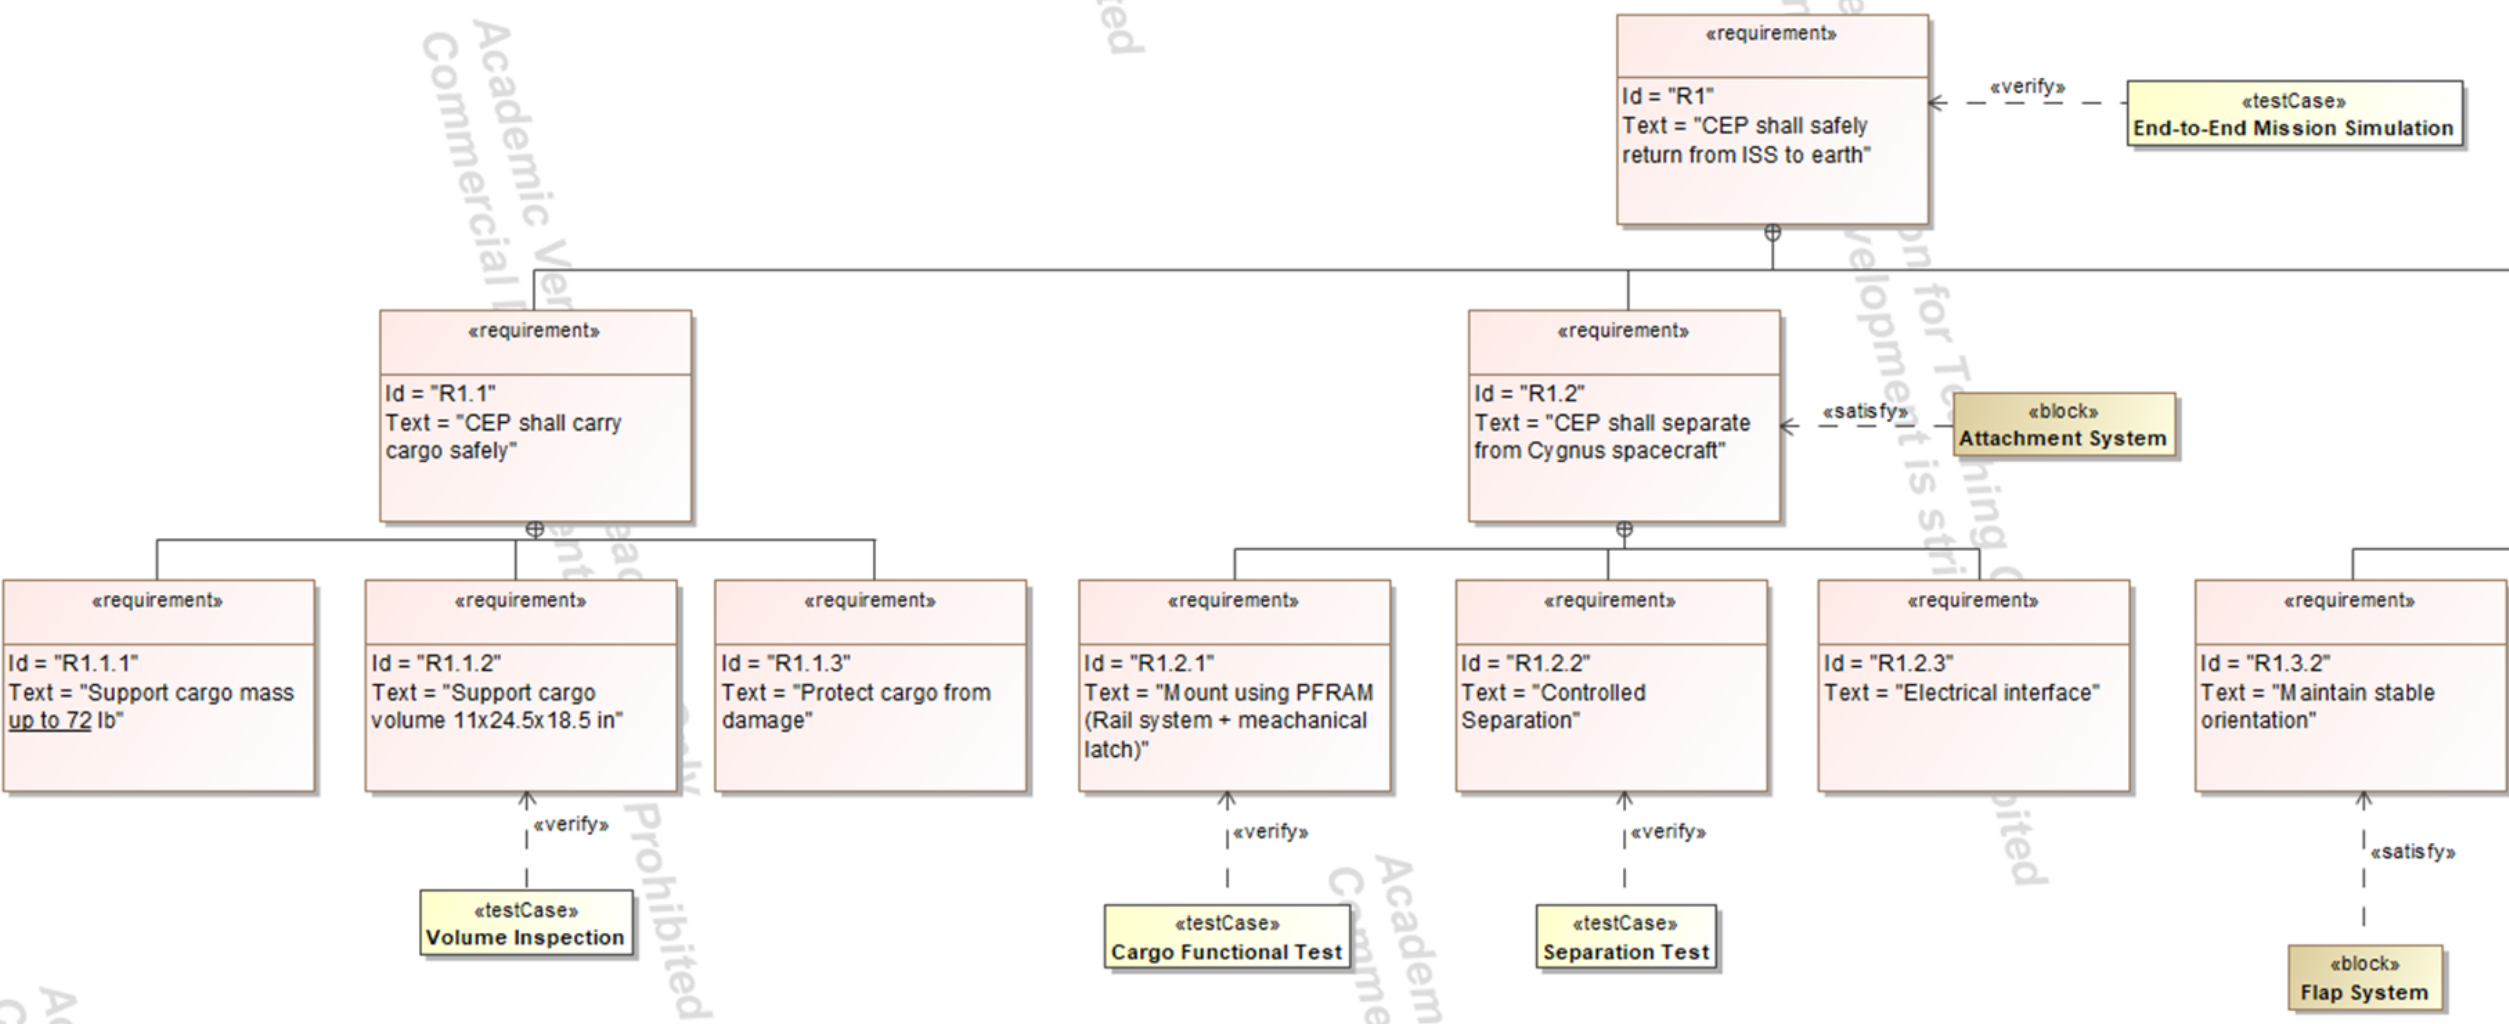 «requirement»
Id = "R1"
Text = "CEP shall safely
return from ISS to earth"
«verify»
«testCase»
End-to-End Mission Simulation
«requirement»
Id = "R1.1"
Text = "CEP shall carry
cargo safely"
«requirement»
Id = "R1.2"
Text = "CEP shall separate
from Cygnus spacecraft"
«satisfy»
«block»
Attachment System
«requirement»
Id = "R1.1.1"
Text = "Support cargo mass
up to 72 lb"
«requirement»
Id = "R1.1.2"
Text = "Support cargo
volume 11x24.5x18.5 in"
«requirement»
Id = "R1.1.3"
Text = "Protect cargo from
damage"
«requirement»
Id = "R1.2.1"
Text = "Mount using PFRAM
(Rail system + meachanical
latch)"
«requirement»
Id = "R1.2.2"
Text = "Controlled
Separation"
«requirement»
Id = "R1.2.3"
Text = "Electrical interface"
«requirement»
Id = "R1.3.2"
Text = "Maintain stable
orientation"
«verify»
«testCase»
Volume Inspection
«verify»
«testCase»
Cargo Functional Test
«verify»
«testCase»
Separation Test
«satisfy»
«block»
Flap System
Academic
Commercial
Prohibited